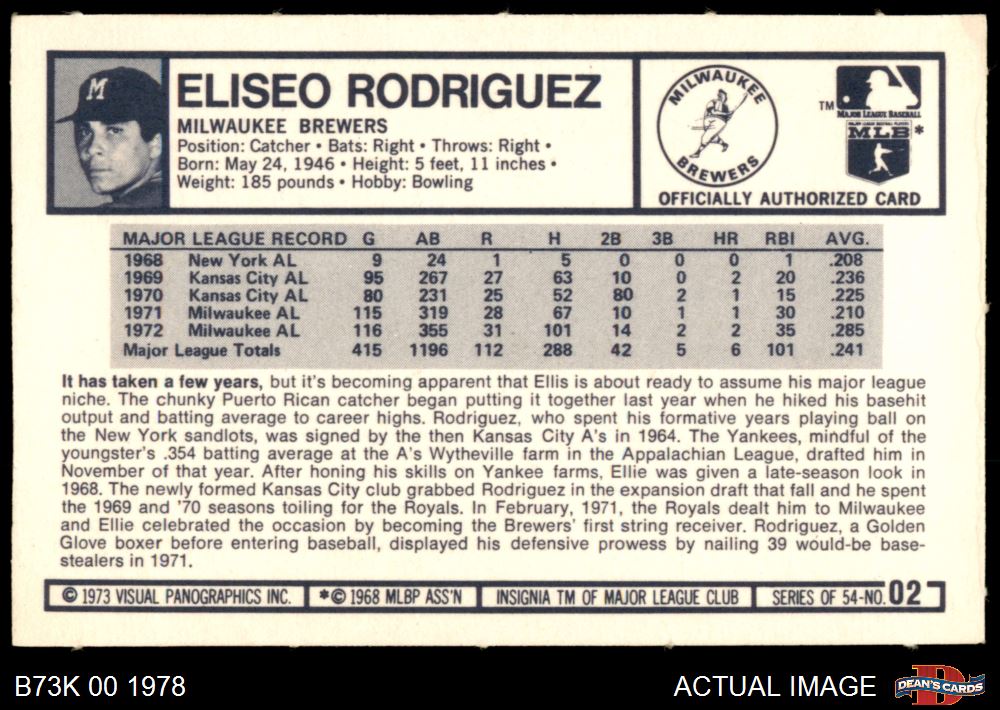 ELISEO RODRIGUEZ
MILWAUKEE BREWERS
Position: Catcher • Bats: Right • Throws: Right •
Born: May 24, 1946 • Height: 5 feet, 11 inches •
Weight: 185 pounds • Hobby: Bowling
M
MILWAUKEE
BREWERS
TM
MAJOR LEAGUE BASEBALL
MLB*
OFFICIALLY AUTHORIZED CARD
MAJOR LEAGUE RECORD G AB R H 2B 3B HR RBI AVG.
1968 New York AL 9 24 1 5 0 0 0 1 .208
1969 Kansas City AL 95 267 27 63 10 0 2 20 .236
1970 Kansas City AL 80 231 25 52 80 2 1 15 .225
1971 Milwaukee AL 115 319 28 67 10 1 1 30 .210
1972 Milwaukee AL 116 355 31 101 14 2 2 35 .285
Major League Totals 415 1196 112 288 42 5 6 101 .241
It has taken a few years, but it's becoming apparent that Ellis is about ready to assume his major league
niche. The chunky Puerto Rican catcher began putting it together last year when he hiked his basehit
output and batting average to career highs. Rodriguez, who spent his formative years playing ball on
the New York sandlots, was signed by the then Kansas City A's in 1964. The Yankees, mindful of the
youngster's .354 batting average at the A's Wytheville farm in the Appalachian League, drafted him in
November of that year. After honing his skills on Yankee farms, Ellie was given a late-season look in
1968. The newly formed Kansas City club grabbed Rodriguez in the expansion draft that fall and he spent
the 1969 and '70 seasons toiling for the Royals. In February, 1971, the Royals dealt him to Milwaukee
and Ellie celebrated the occasion by becoming the Brewers' first string receiver. Rodriguez, a Golden
Glove boxer before entering baseball, displayed his defensive prowess by nailing 39 would-be base-
stealers in 1971.
© 1973 VISUAL PANOGRAPHICS INC. *© 1968 MLBP ASS'N INSIGNIA TM OF MAJOR LEAGUE CLUB SERIES OF 54-NO. 02
B73K 00 1978
ACTUAL IMAGE
DEAN'S CARDS